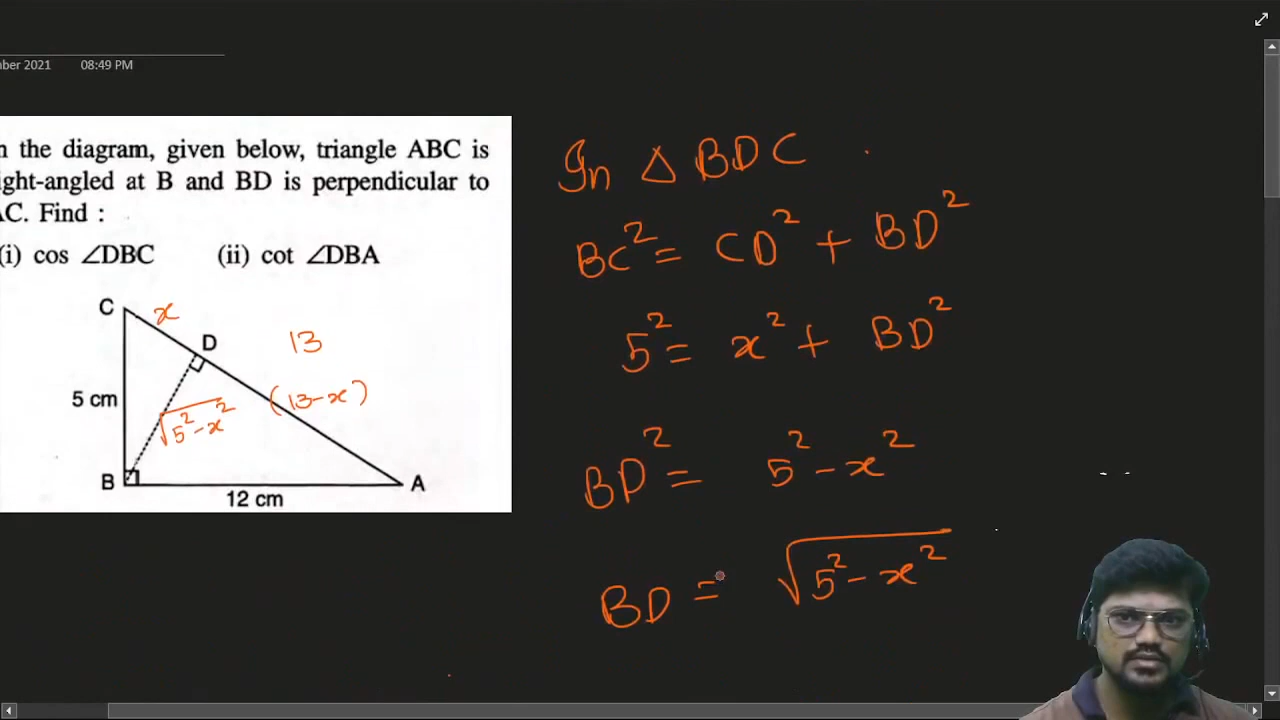 ber 2021 08:49 PM
n the diagram, given below, triangle ABC is
ight-angled at B and BD is perpendicular to
AC. Find :
(i) cos ∠DBC (ii) cot ∠DBA
C x
D 13
5 cm √(5² - x²) (13-x)
B A
12 cm
In △ BDC
BC² = CD² + BD²
5² = x² + BD²
BD² = 5² - x²
BD = √(5² - x²)